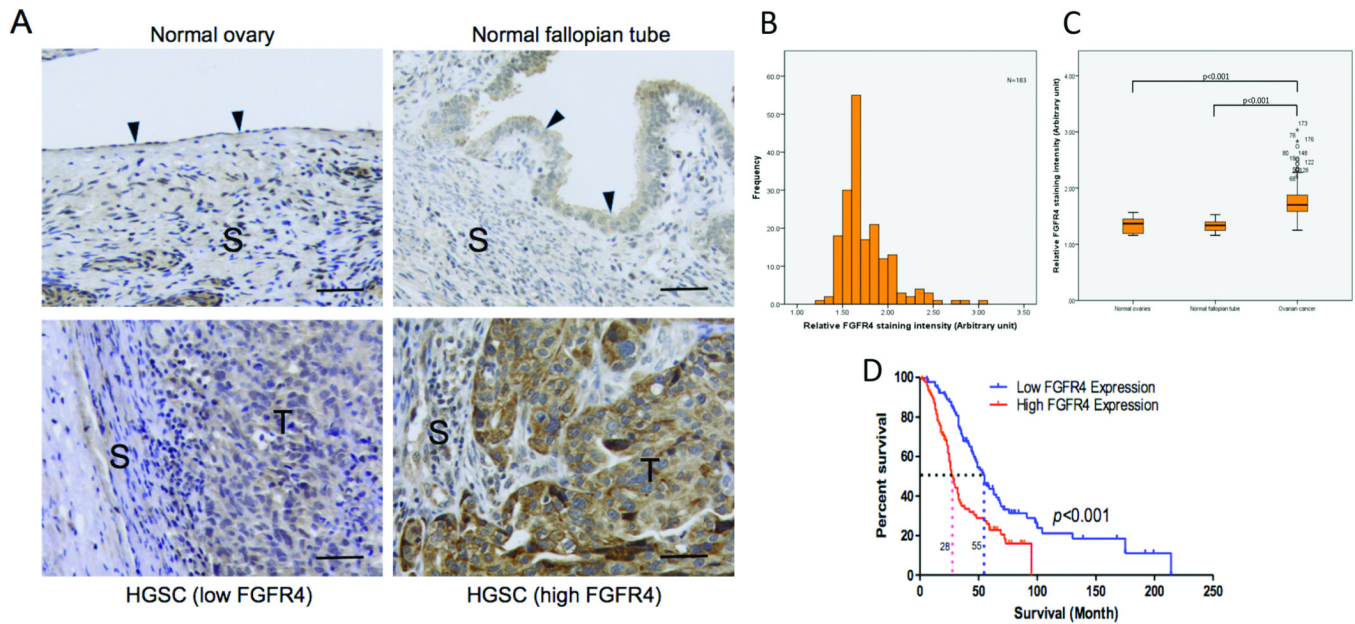 A
Normal ovary
Normal fallopian tube
S
S
S
T
S
T
HGSC (low FGFR4)
HGSC (high FGFR4)
B
N=183
60.0
50.0
40.0
30.0
20.0
10.0
.0
Frequency
1.00
1.50
2.00
2.50
3.00
3.50
Relative FGFR4 staining intensity (Arbitrary unit)
C
4.00
3.00
2.00
1.00
.00
Relative FGFR4 staining intensity (Arbitrary unit)
p<0.001
p<0.001
173
78
176
80
148
122
68
Normal ovaries
Normal fallopian tube
Ovarian cancer
D
100
80
60
40
20
0
Percent survival
Low FGFR4 Expression
High FGFR4 Expression
p<0.001
28
55
0
50
100
150
200
250
Survival (Month)